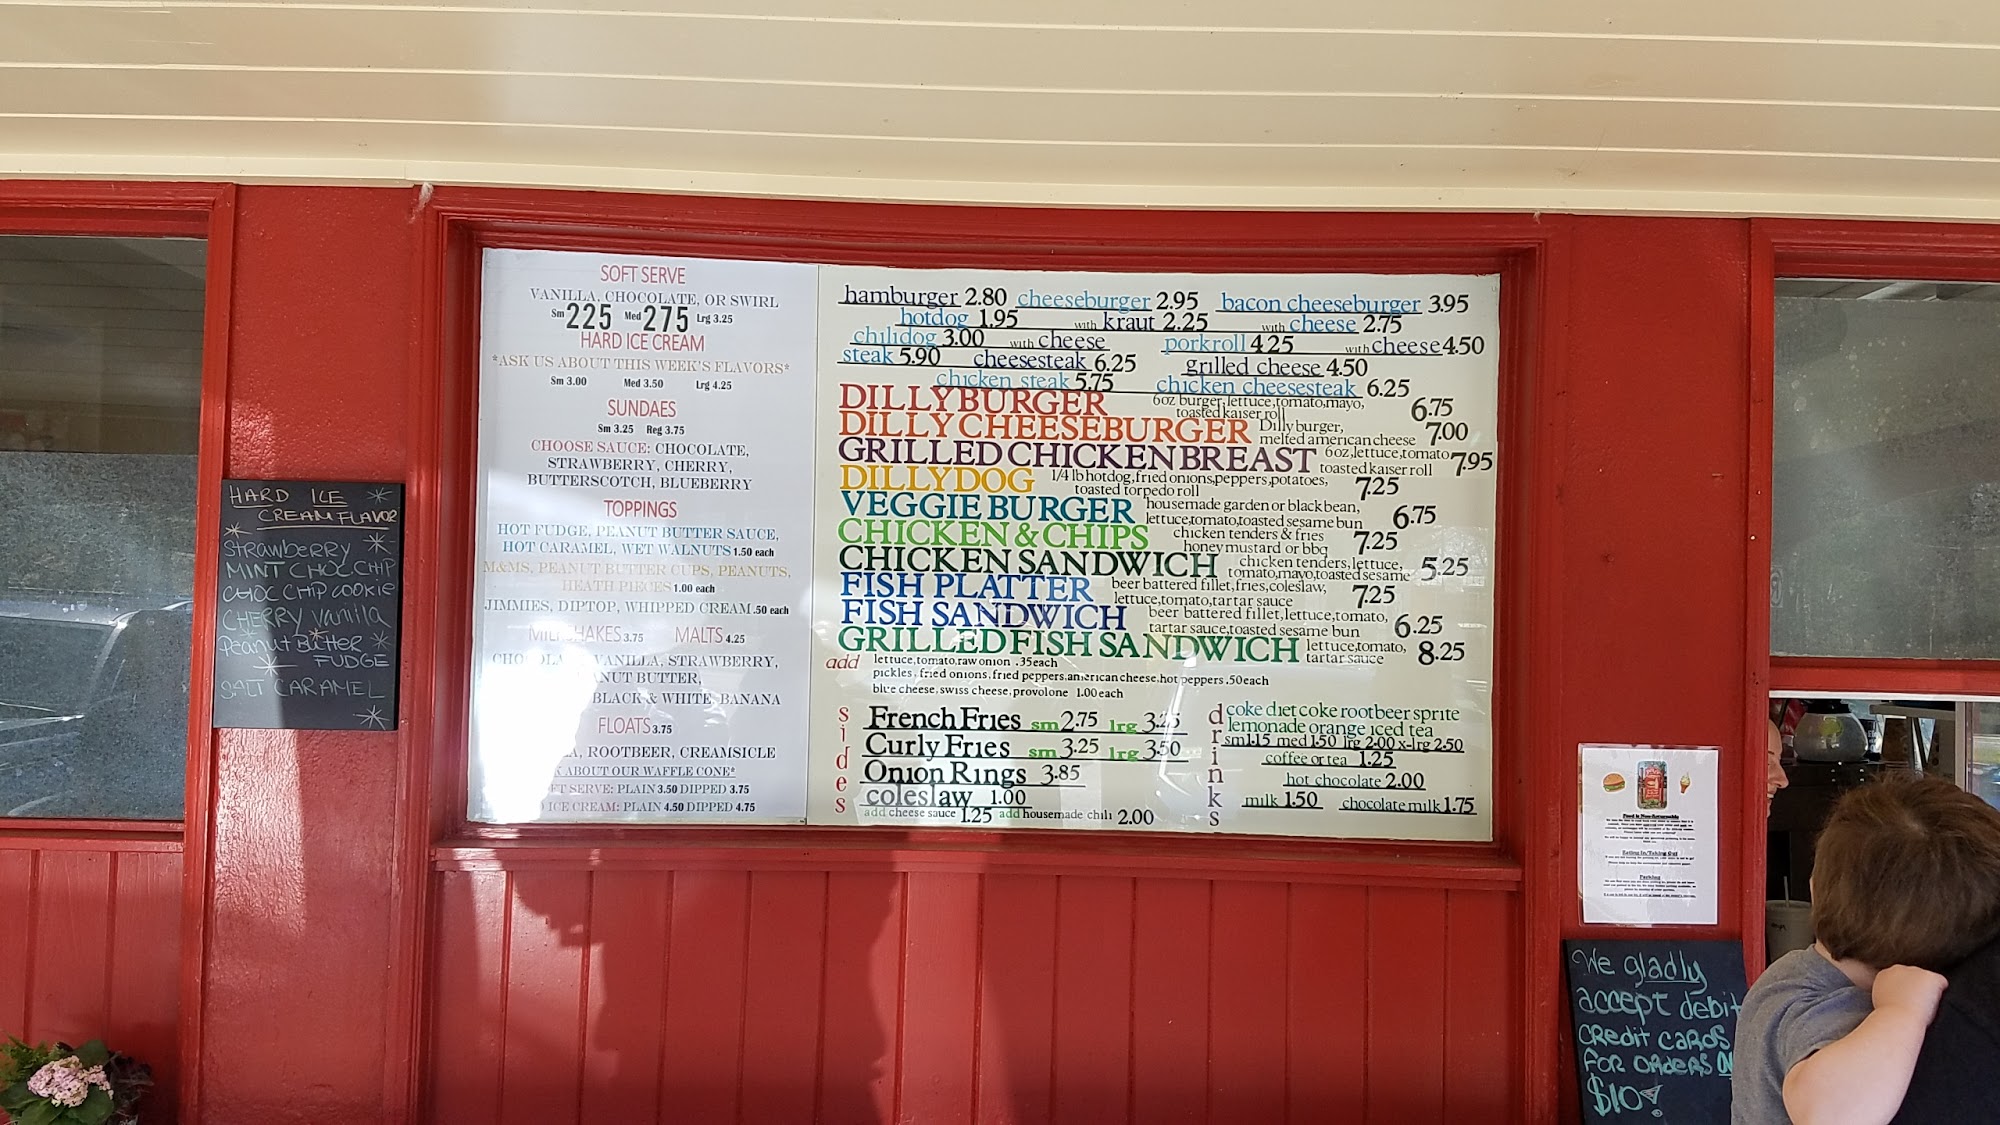 HARD ICE
CREAM FLAVOR
STRAWBERRY
MINT CHOC CHIP
CHOC CHIP COOKIE
CHERRY VANILLA
PEANUT BUTTER
FUDGE
SALT CARAMEL
SOFT SERVE
VANILLA, CHOCOLATE, OR SWIRL
Sm 225 Med 275 Lrg 3.25
HARD ICE CREAM
*ASK US ABOUT THIS WEEK'S FLAVORS*
Sm 3.00 Med 3.50 Lrg 4.25
SUNDAES
Sm 3.25 Reg 3.75
CHOOSE SAUCE: CHOCOLATE,
STRAWBERRY, CHERRY,
BUTTERSCOTCH, BLUEBERRY
TOPPINGS
HOT FUDGE, PEANUT BUTTER SAUCE,
HOT CARAMEL, WET WALNUTS 1.50 each
M&MS, PEANUT BUTTER CUPS, PEANUTS,
HEATH PIECES 1.00 each
JIMMIES, DIPTOP, WHIPPED CREAM .50 each
MILKSHAKES 3.75 MALTS 4.25
VANILLA, STRAWBERRY,
BUTTER,
BLACK & WHITE, BANANA
FLOATS 3.75
ROOTBEER, CREAMSICLE
ABOUT OUR WAFFLE CONE*
SERVE: PLAIN 3.50 DIPPED 3.75
ICE CREAM: PLAIN 4.50 DIPPED 4.75
hamburger 2.80 cheeseburger 2.95 bacon cheeseburger 3.95
hotdog 1.95 with kraut 2.25 with cheese 2.75
chilidog 3.00 with cheese porkroll 4 25 with cheese 4.50
steak 5.90 cheesesteak 6.25 grilled cheese 4.50
chicken steak 5.75 chicken cheesesteak 6.25
DILLYBURGER 6oz burger, lettuce, tomato, mayo,
toasted kaiser roll 6.75
DILLY CHEESEBURGER Dilly burger,
melted american cheese 7.00
GRILLED CHICKEN BREAST 6oz, lettuce, tomato
toasted kaiser roll 7.95
DILLYDOG 1/4 lb hotdog, fried onions, peppers, potatoes,
toasted torpedo roll 7.25
VEGGIE BURGER housemade garden or black bean,
lettuce, tomato, toasted sesame bun 6.75
CHICKEN & CHIPS chicken tenders & fries
honey mustard or bbq 7.25
CHICKEN SANDWICH chicken tenders, lettuce,
tomato, mayo, toasted sesame 5.25
FISH PLATTER beer battered fillet, fries, coleslaw,
lettuce, tomato, tartar sauce 7.25
FISH SANDWICH beer battered fillet, lettuce, tomato,
tartar sauce, toasted sesame bun 6.25
GRILLED FISH SANDWICH lettuce, tomato,
tartar sauce 8.25
add lettuce, tomato, raw onion .35 each
pickles, fried onions, fried peppers, american cheese, hot peppers .50 each
blue cheese, swiss cheese, provolone 1.00 each
sides
French Fries sm 2.75 lrg 3.25
Curly Fries sm 3.25 lrg 3.50
Onion Rings 3.85
coleslaw 1.00
add cheese sauce 1.25 add housemade chili 2.00
drinks
coke diet coke rootbeer sprite
lemonade orange iced tea
sm 1.15 med 1.50 lrg 2.00 x-lrg 2.50
coffee or tea 1.25
hot chocolate 2.00
milk 1.50 chocolate milk 1.75
Food is Non-Returnable
Eating In/Taking Out
Parking
We gladly
accept debit
credit cards
FOR ORDERS
$10